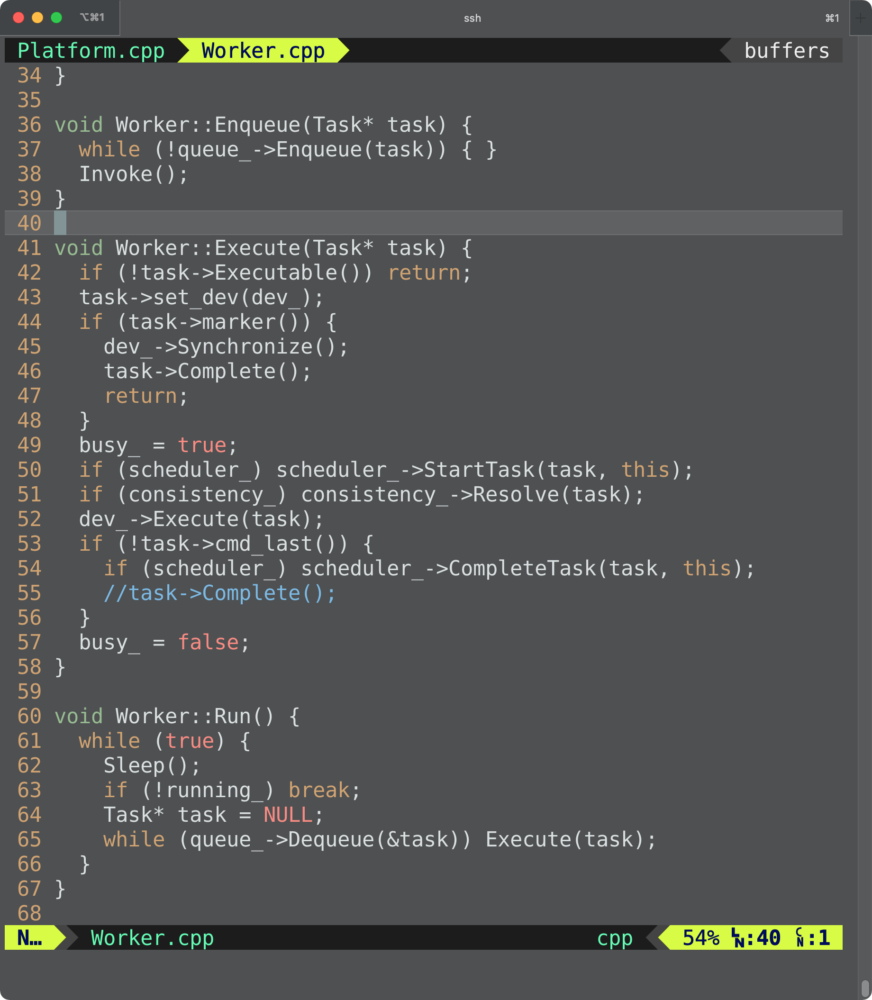 ⌥⌘1 ssh ⌘1 +
Platform.cpp Worker.cpp buffers
34 }
35
36 void Worker::Enqueue(Task* task) {
37   while (!queue_->Enqueue(task)) { }
38   Invoke();
39 }
40
41 void Worker::Execute(Task* task) {
42   if (!task->Executable()) return;
43   task->set_dev(dev_);
44   if (task->marker()) {
45     dev_->Synchronize();
46     task->Complete();
47     return;
48   }
49   busy_ = true;
50   if (scheduler_) scheduler_->StartTask(task, this);
51   if (consistency_) consistency_->Resolve(task);
52   dev_->Execute(task);
53   if (!task->cmd_last()) {
54     if (scheduler_) scheduler_->CompleteTask(task, this);
55     //task->Complete();
56   }
57   busy_ = false;
58 }
59
60 void Worker::Run() {
61   while (true) {
62     Sleep();
63     if (!running_) break;
64     Task* task = NULL;
65     while (queue_->Dequeue(&task)) Execute(task);
66   }
67 }
68
N… Worker.cpp cpp 54% LN:40 CN:1